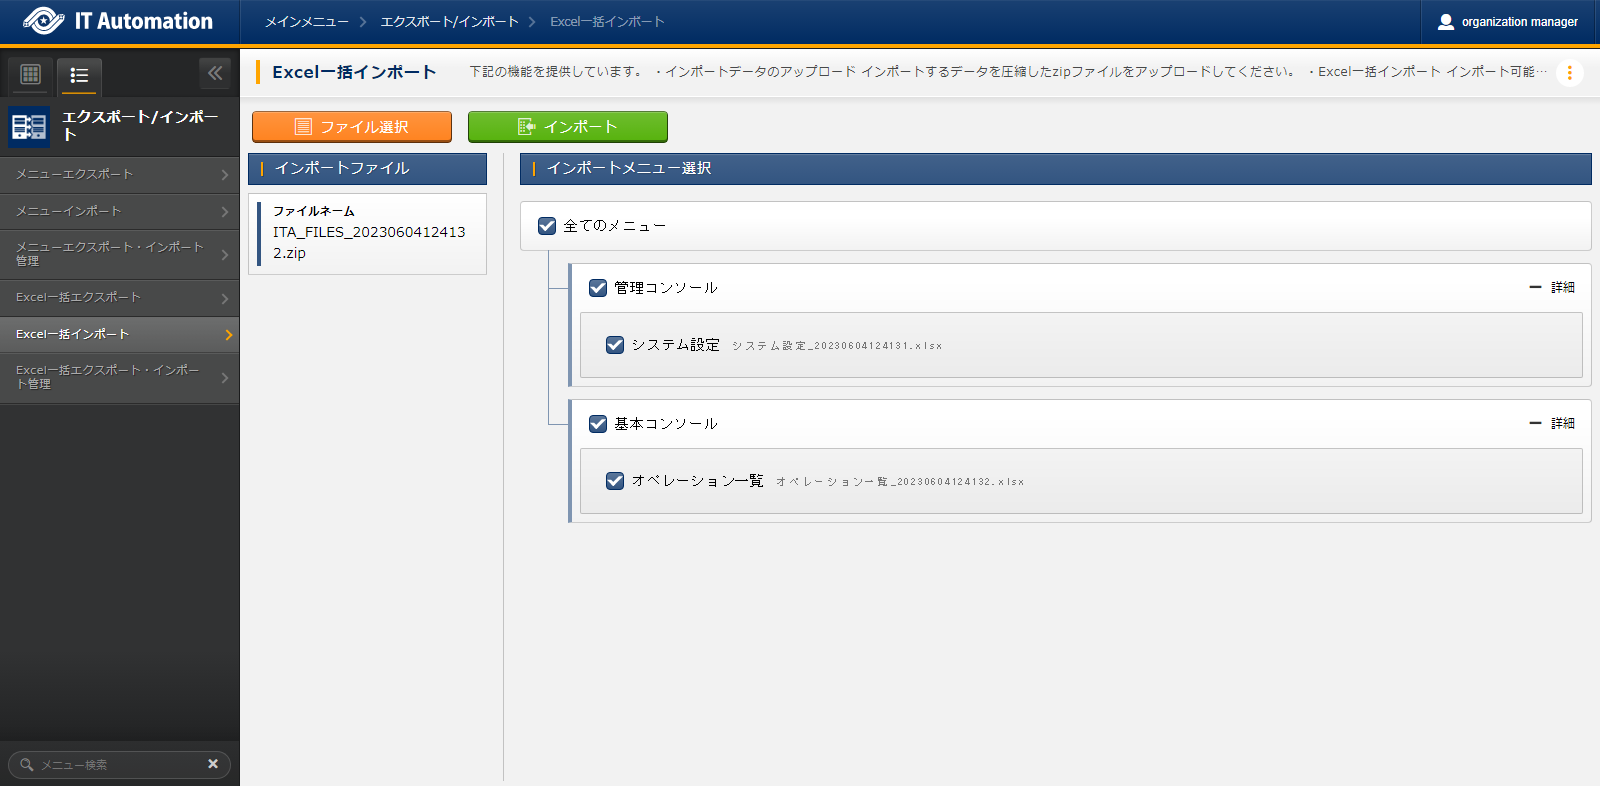 IT Automation
メインメニュー
エクスポート/インポート
Excel一括インポート
organization manager
エクスポート/インポー
ト
メニューエクスポート
メニューインポート
メニューエクスポート・インポート
管理
Excel一括エクスポート
Excel一括インポート
Excel一括エクスポート・インポー
ト管理
メニュー検索
Excel一括インポート
下記の機能を提供しています。 ・インポートデータのアップロード インポートするデータを圧縮したzipファイルをアップロードしてください。 ・Excel一括インポート インポート可能…
ファイル選択
インポート
インポートファイル
ファイルネーム
ITA_FILES_2023060412413
2.zip
インポートメニュー選択
全てのメニュー
管理コンソール
詳細
システム設定 システム設定_20230604124131.xlsx
基本コンソール
詳細
オペレーション一覧 オペレーション一覧_20230604124132.xlsx